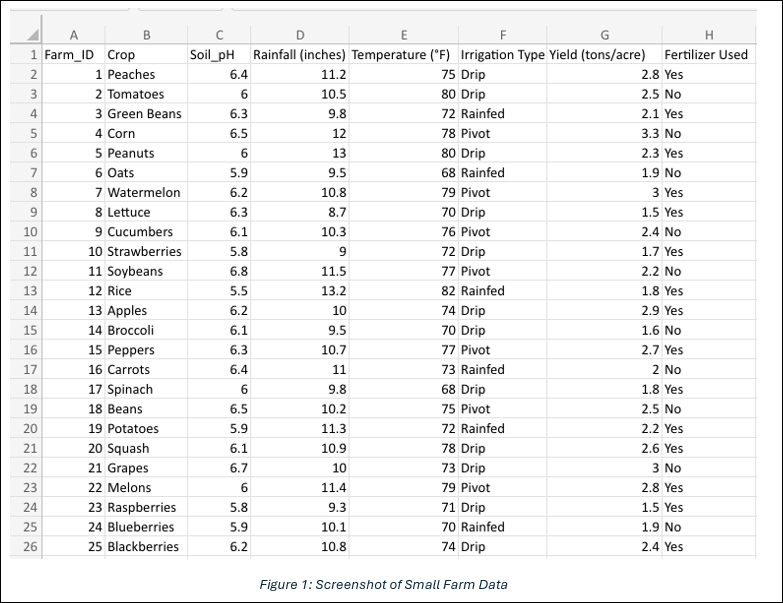 A B C D E F G H
1 Farm_ID Crop Soil_pH Rainfall (inches) Temperature (°F) Irrigation Type Yield (tons/acre) Fertilizer Used
2 1 Peaches 6.4 11.2 75 Drip 2.8 Yes
3 2 Tomatoes 6 10.5 80 Drip 2.5 No
4 3 Green Beans 6.3 9.8 72 Rainfed 2.1 Yes
5 4 Corn 6.5 12 78 Pivot 3.3 No
6 5 Peanuts 6 13 80 Drip 2.3 Yes
7 6 Oats 5.9 9.5 68 Rainfed 1.9 No
8 7 Watermelon 6.2 10.8 79 Pivot 3 Yes
9 8 Lettuce 6.3 8.7 70 Drip 1.5 Yes
10 9 Cucumbers 6.1 10.3 76 Pivot 2.4 No
11 10 Strawberries 5.8 9 72 Drip 1.7 Yes
12 11 Soybeans 6.8 11.5 77 Pivot 2.2 No
13 12 Rice 5.5 13.2 82 Rainfed 1.8 Yes
14 13 Apples 6.2 10 74 Drip 2.9 Yes
15 14 Broccoli 6.1 9.5 70 Drip 1.6 No
16 15 Peppers 6.3 10.7 77 Pivot 2.7 Yes
17 16 Carrots 6.4 11 73 Rainfed 2 No
18 17 Spinach 6 9.8 68 Drip 1.8 Yes
19 18 Beans 6.5 10.2 75 Pivot 2.5 No
20 19 Potatoes 5.9 11.3 72 Rainfed 2.2 Yes
21 20 Squash 6.1 10.9 78 Drip 2.6 Yes
22 21 Grapes 6.7 10 73 Drip 3 No
23 22 Melons 6 11.4 79 Pivot 2.8 Yes
24 23 Raspberries 5.8 9.3 71 Drip 1.5 Yes
25 24 Blueberries 5.9 10.1 70 Rainfed 1.9 No
26 25 Blackberries 6.2 10.8 74 Drip 2.4 Yes
Figure 1: Screenshot of Small Farm Data